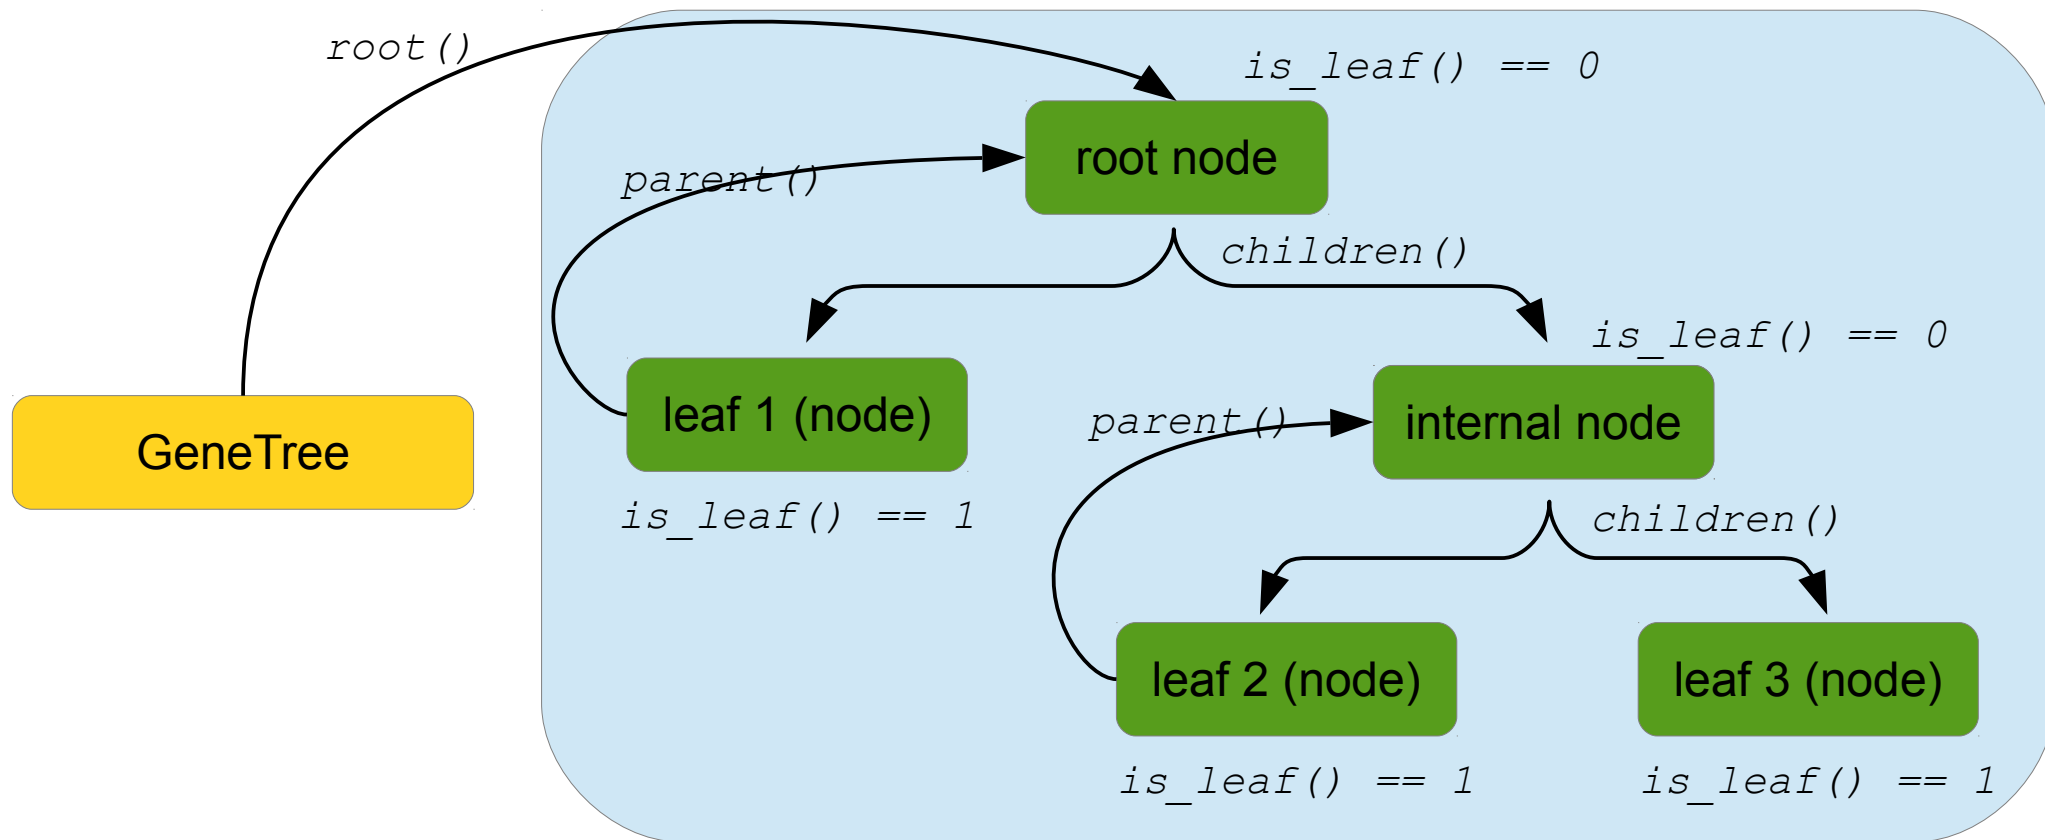 root()
is_leaf() == 0
root node
parent()
children()
is_leaf() == 0
leaf 1 (node)
internal node
parent()
GeneTree
is_leaf() == 1
children()
leaf 2 (node)
leaf 3 (node)
is_leaf() == 1
is_leaf() == 1